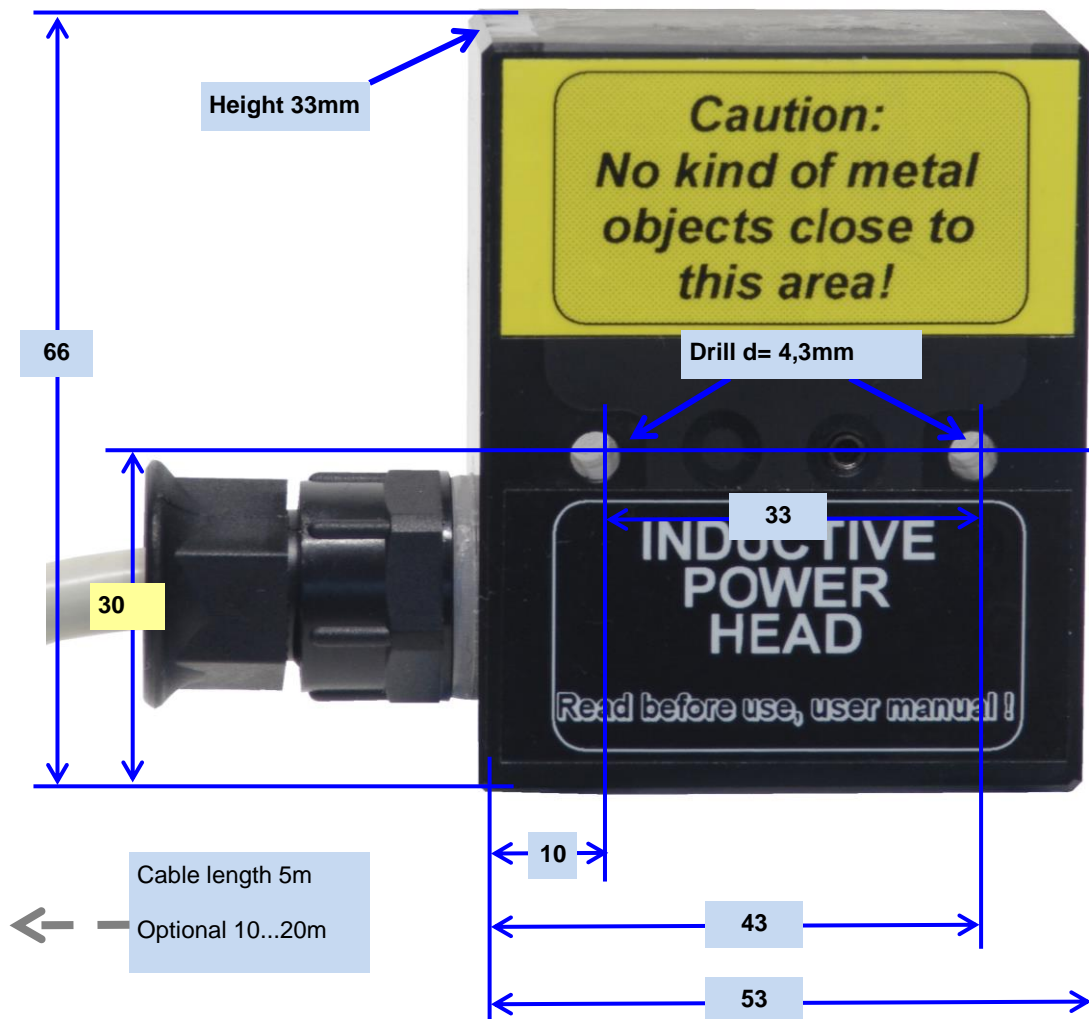 Height 33mm
Caution:
No kind of metal
objects close to
this area!
66
Drill d= 4,3mm
33
INDUCTIVE
POWER
HEAD
30
Read before use, user manual !
10
Cable length 5m
Optional 10...20m
43
53